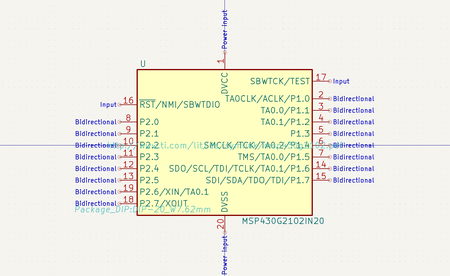 Power input
1
U
DVCC
SBWTCK/TEST
17
Input
TA0CLK/ACLK/P1.0
2
Bidirectional
Input
16
RST/NMI/SBWTDIO
TA0.0/P1.1
3
Bidirectional
Bidirectional
8
P2.0
TA0.1/P1.2
4
Bidirectional
Bidirectional
9
P2.1
P1.3
5
Bidirectional
Bidirectional
10
P2.2
SMCLK/TCK/TA0.2/P1.4
6
Bidirectional
Bidirectional
11
P2.3
TMS/TA0.0/P1.5
7
Bidirectional
Bidirectional
12
P2.4
SDO/SCL/TDI/TCLK/TA0.1/P1.6
14
Bidirectional
Bidirectional
13
P2.5
SDI/SDA/TDO/TDI/P1.7
15
Bidirectional
Bidirectional
19
P2.6/XIN/TA0.1
Bidirectional
18
P2.7/XOUT
Package_DIP:DIP-20_W7.62mm
DVSS
MSP430G2102IN20
20
Power input